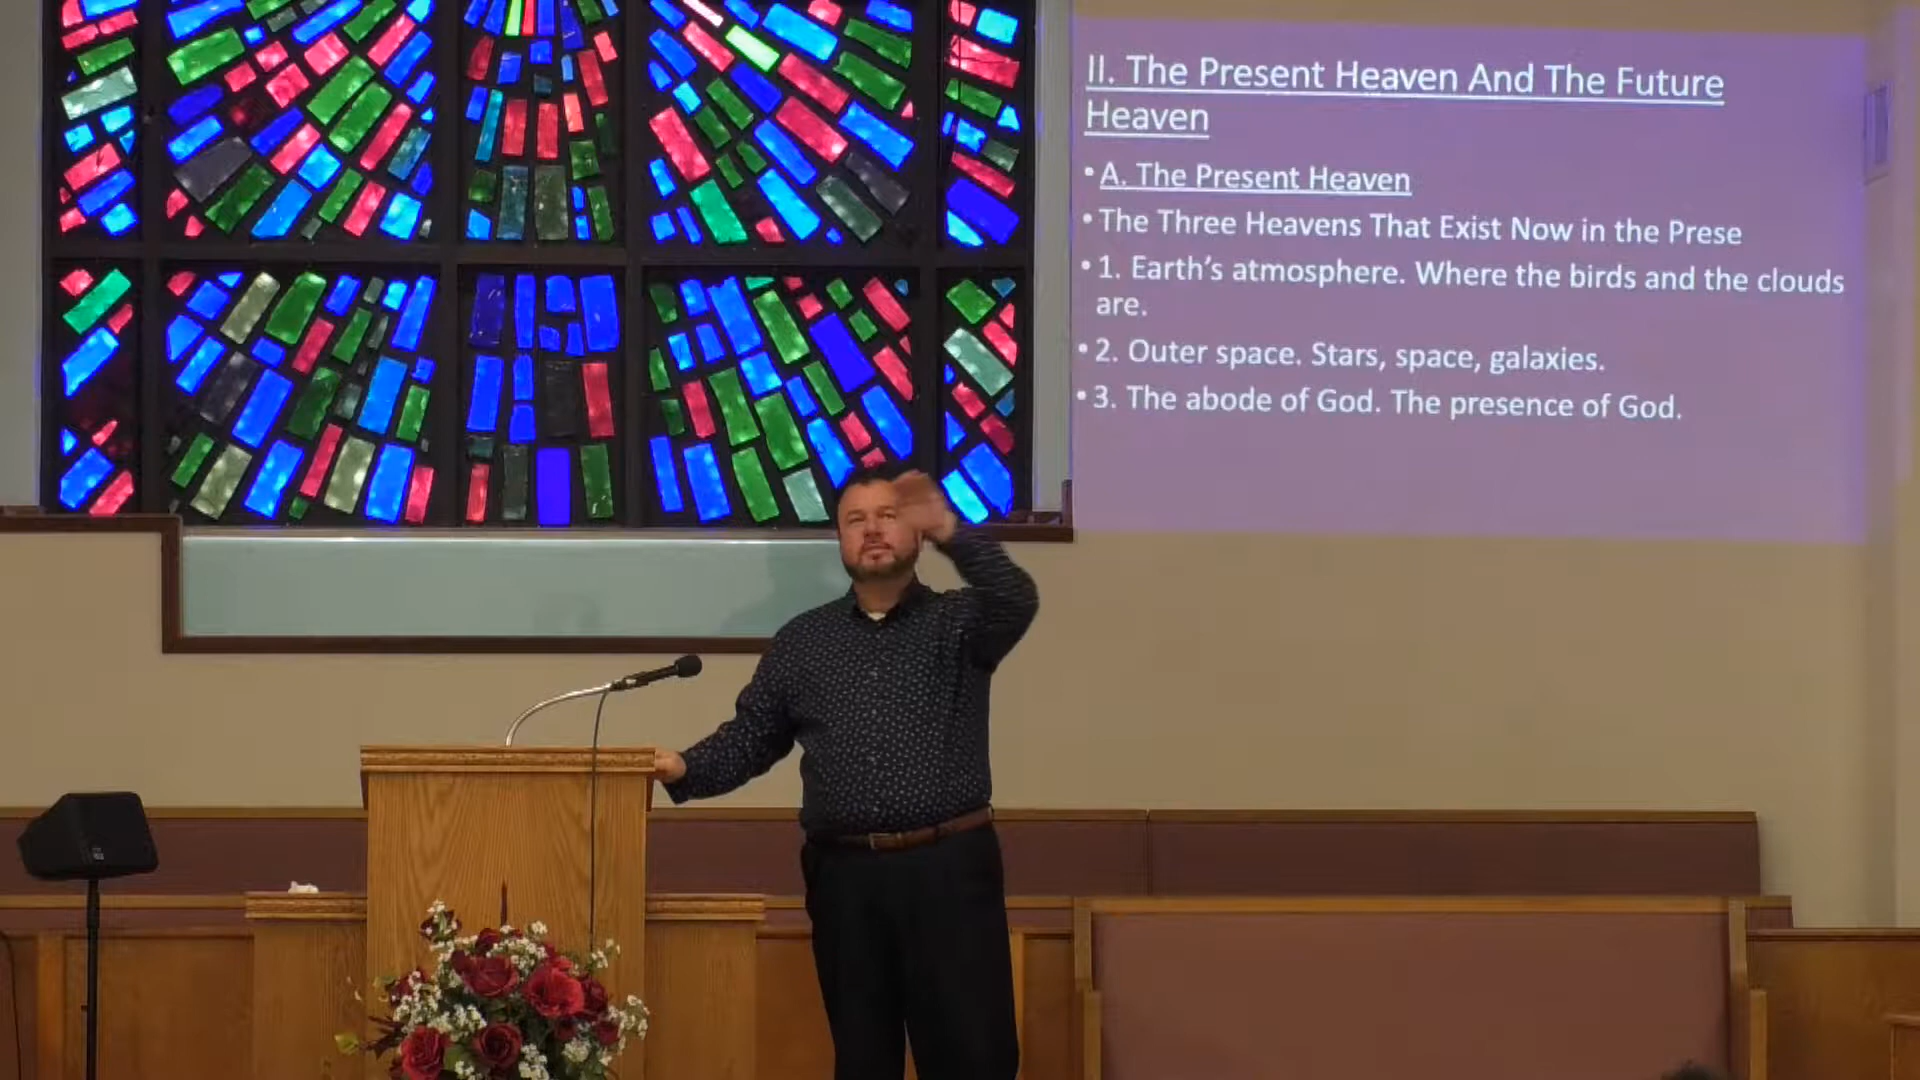 II. The Present Heaven And The Future
Heaven
• A. The Present Heaven
• The Three Heavens That Exist Now in the Prese
• 1. Earth's atmosphere. Where the birds and the clouds
are.
• 2. Outer space. Stars, space, galaxies.
• 3. The abode of God. The presence of God.